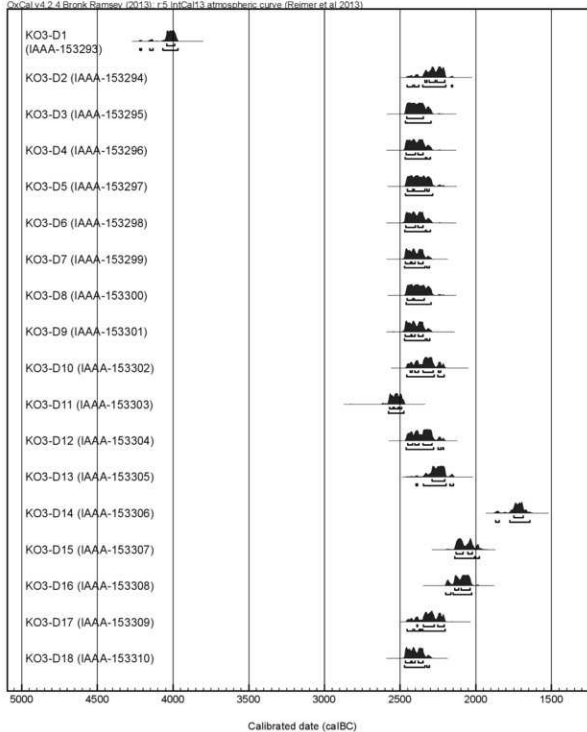 OxCal v4.2.4 Bronk Ramsey (2013); r:5 IntCal13 atmospheric curve (Reimer et al 2013)
KO3-D1
(IAAA-153293)
KO3-D2 (IAAA-153294)
KO3-D3 (IAAA-153295)
KO3-D4 (IAAA-153296)
KO3-D5 (IAAA-153297)
KO3-D6 (IAAA-153298)
KO3-D7 (IAAA-153299)
KO3-D8 (IAAA-153300)
KO3-D9 (IAAA-153301)
KO3-D10 (IAAA-153302)
KO3-D11 (IAAA-153303)
KO3-D12 (IAAA-153304)
KO3-D13 (IAAA-153305)
KO3-D14 (IAAA-153306)
KO3-D15 (IAAA-153307)
KO3-D16 (IAAA-153308)
KO3-D17 (IAAA-153309)
KO3-D18 (IAAA-153310)
5000 4500 4000 3500 3000 2500 2000 1500
Calibrated date (calBC)